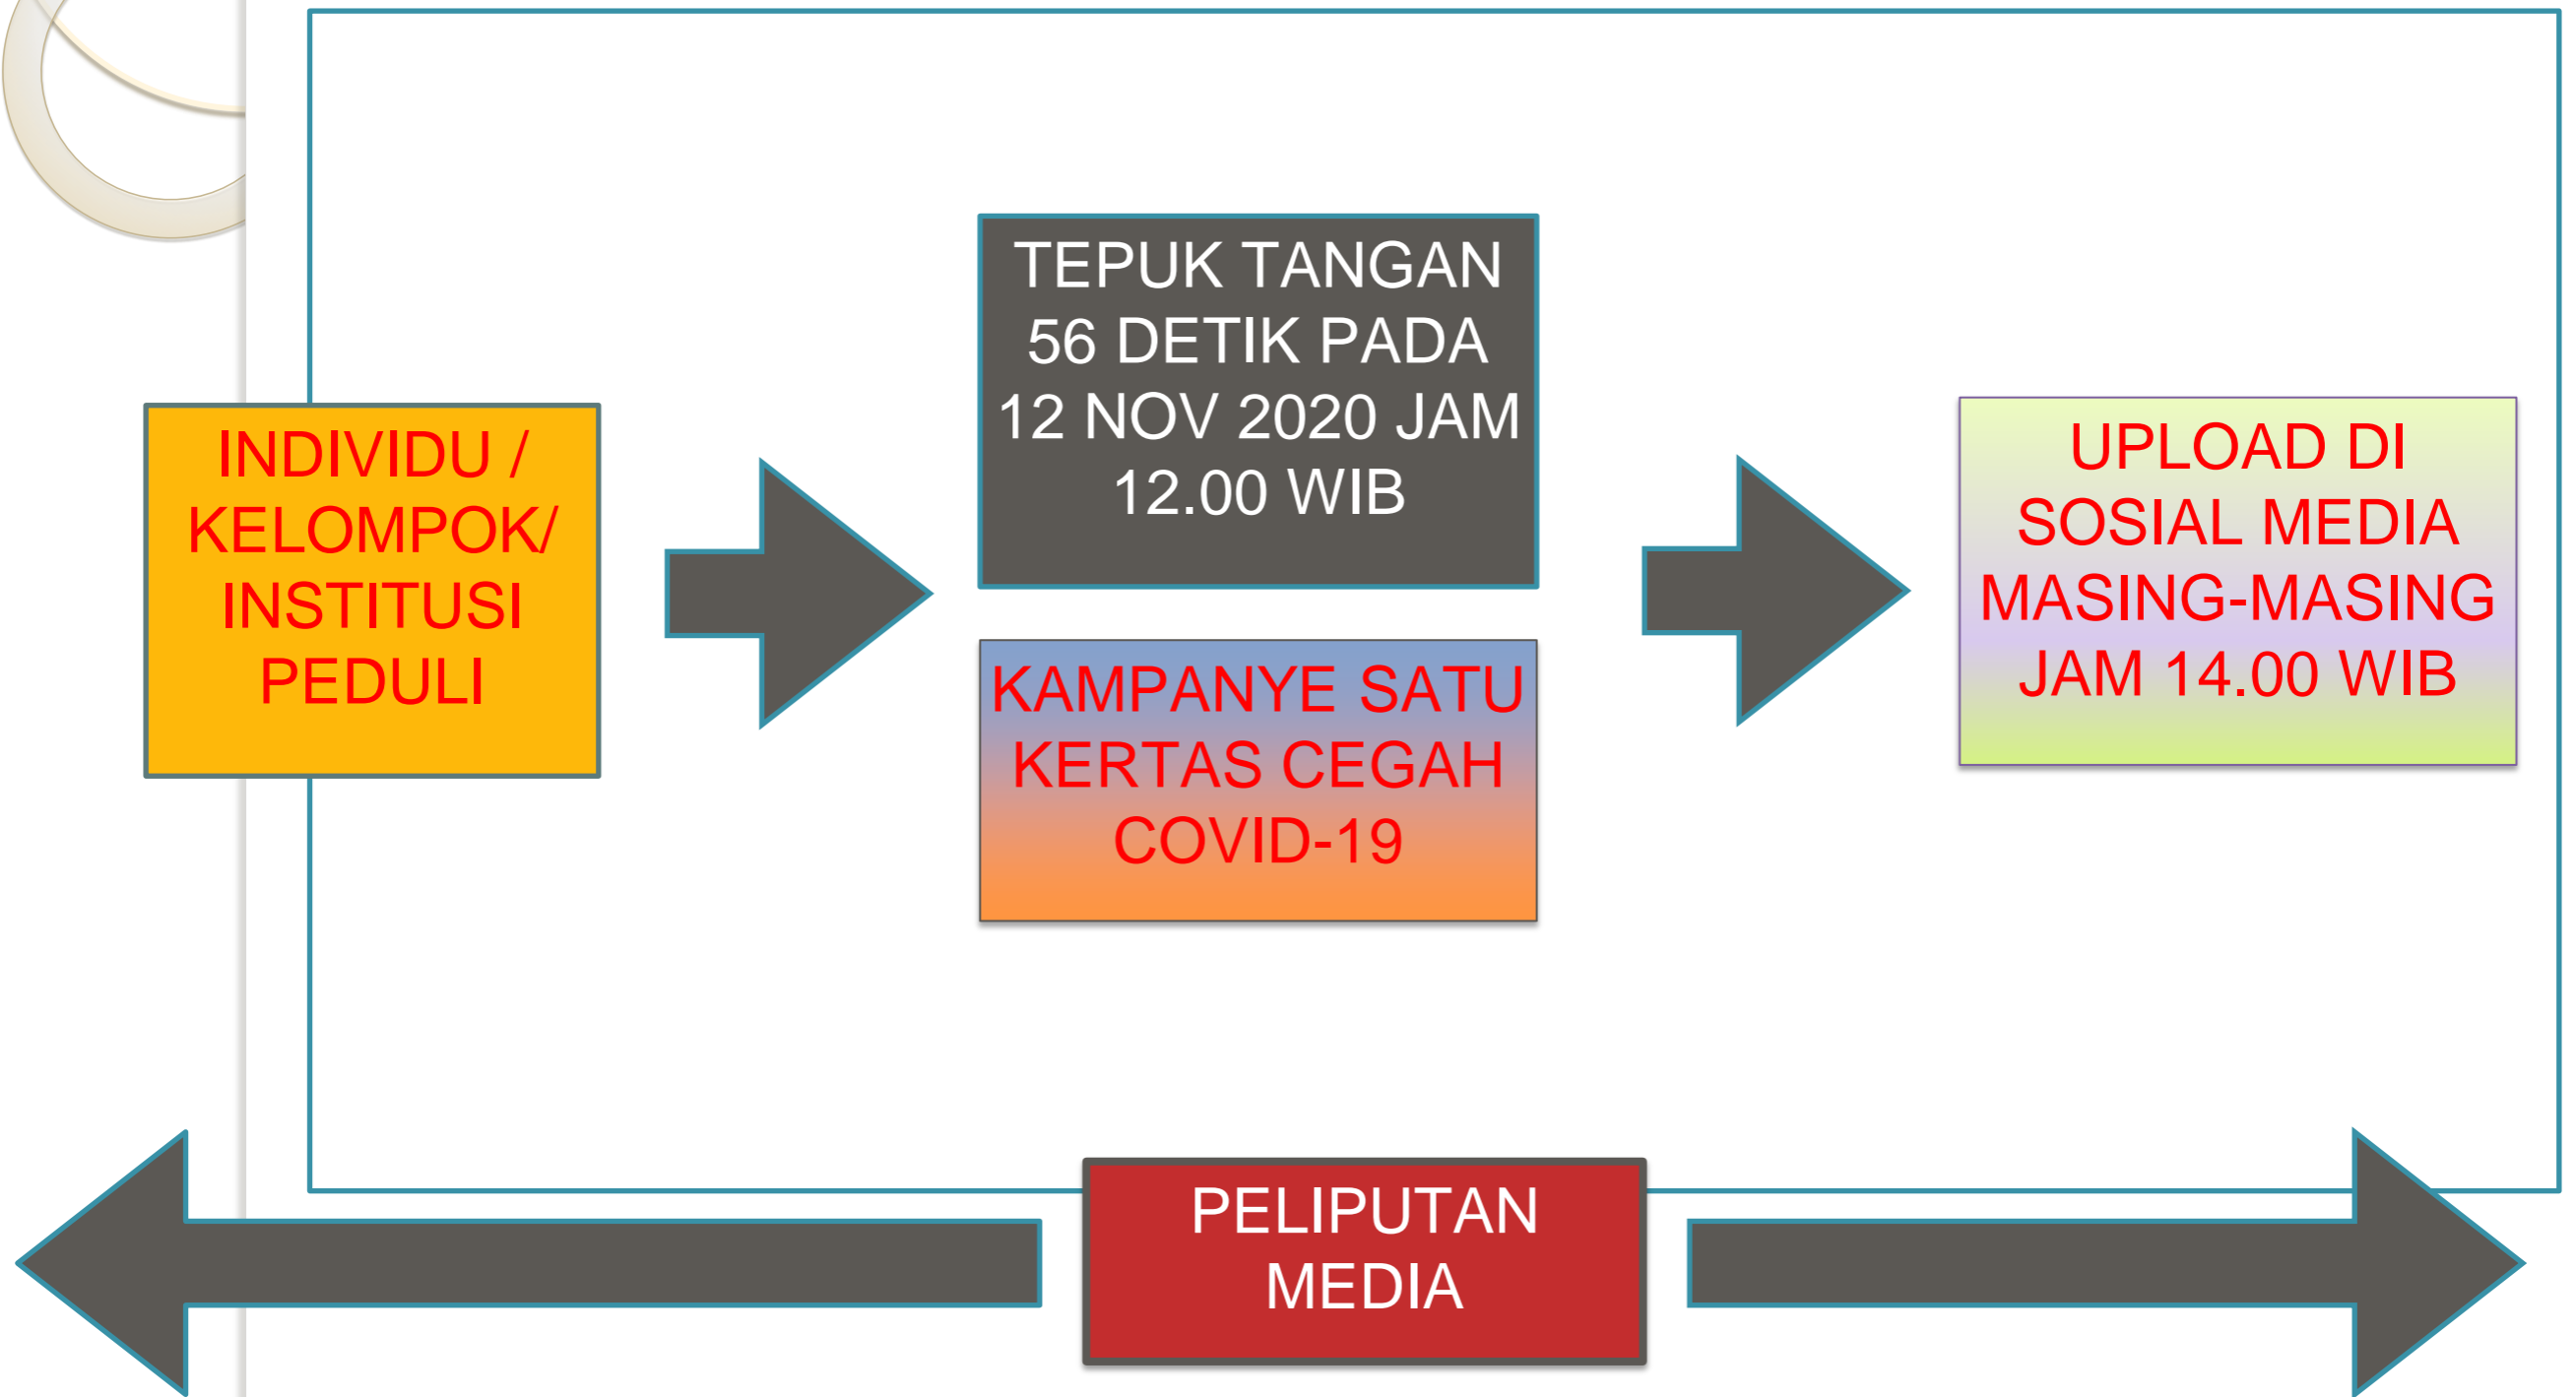 INDIVIDU /
KELOMPOK/
INSTITUSI
PEDULI
TEPUK TANGAN
56 DETIK PADA
12 NOV 2020 JAM
12.00 WIB
KAMPANYE SATU
KERTAS CEGAH
COVID-19
UPLOAD DI
SOSIAL MEDIA
MASING-MASING
JAM 14.00 WIB
PELIPUTAN
MEDIA